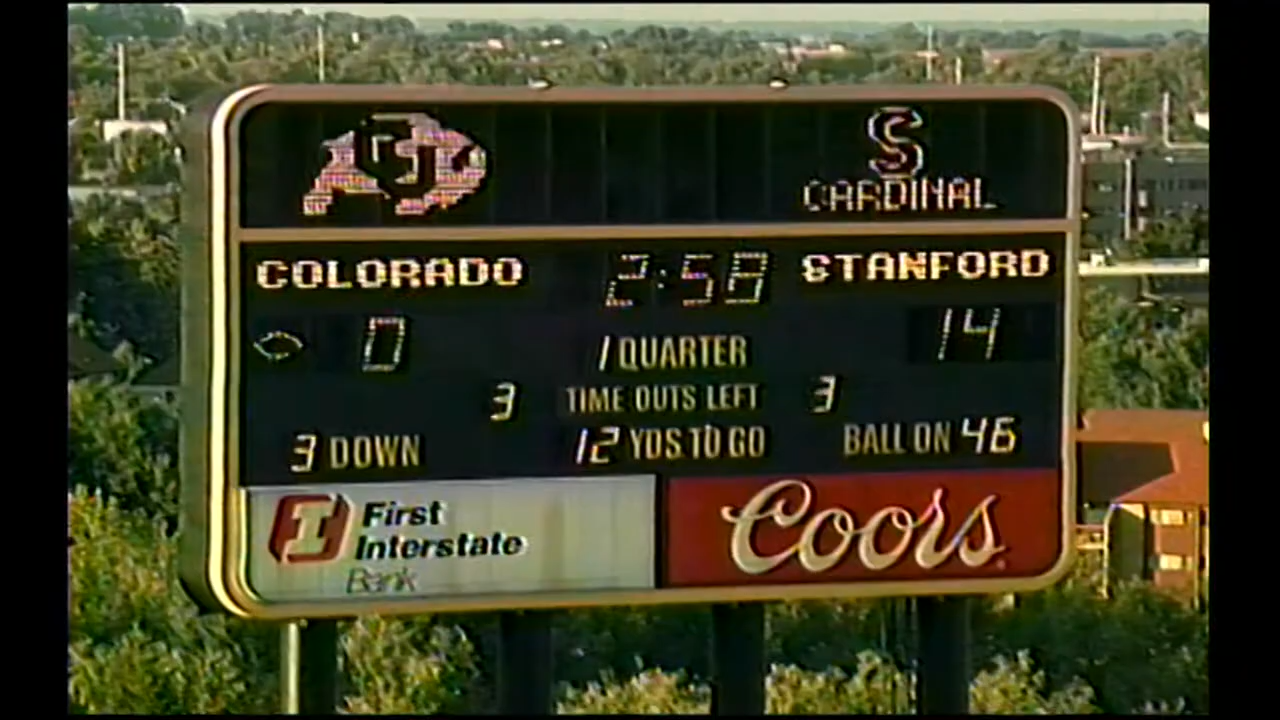 CU
S
CARDINAL
COLORADO 2:58 STANFORD
0 1 QUARTER 14
3 TIME OUTS LEFT 3
3 DOWN 12 YDS TO GO BALL ON 46
I First Interstate Bank
Coors